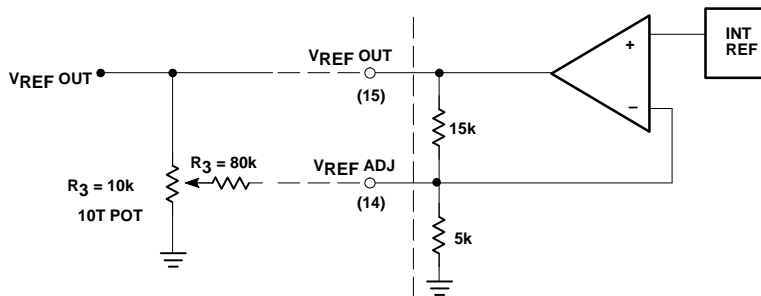 INT
REF
+
−
VREF OUT
VREF OUT
(15)
15k
R3 = 80k
VREF ADJ
R3 = 10k
10T POT
(14)
5k